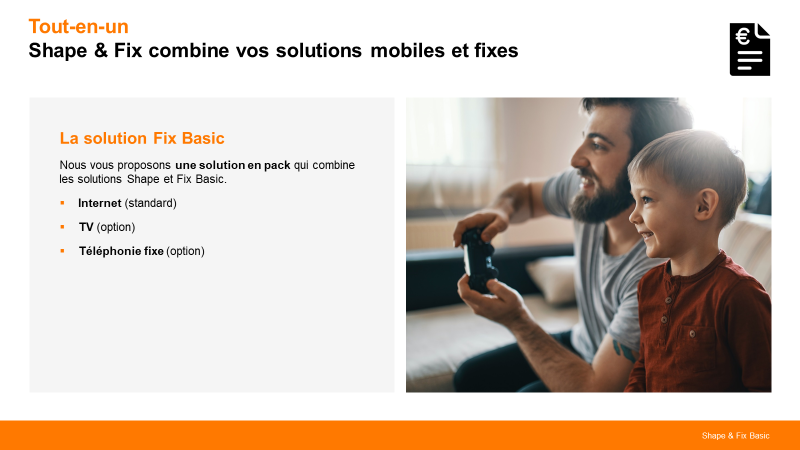 Tout-en-un
Shape & Fix combine vos solutions mobiles et fixes
€
La solution Fix Basic
Nous vous proposons une solution en pack qui combine
les solutions Shape et Fix Basic.
▪ Internet (standard)
▪ TV (option)
▪ Téléphonie fixe (option)
Shape & Fix Basic